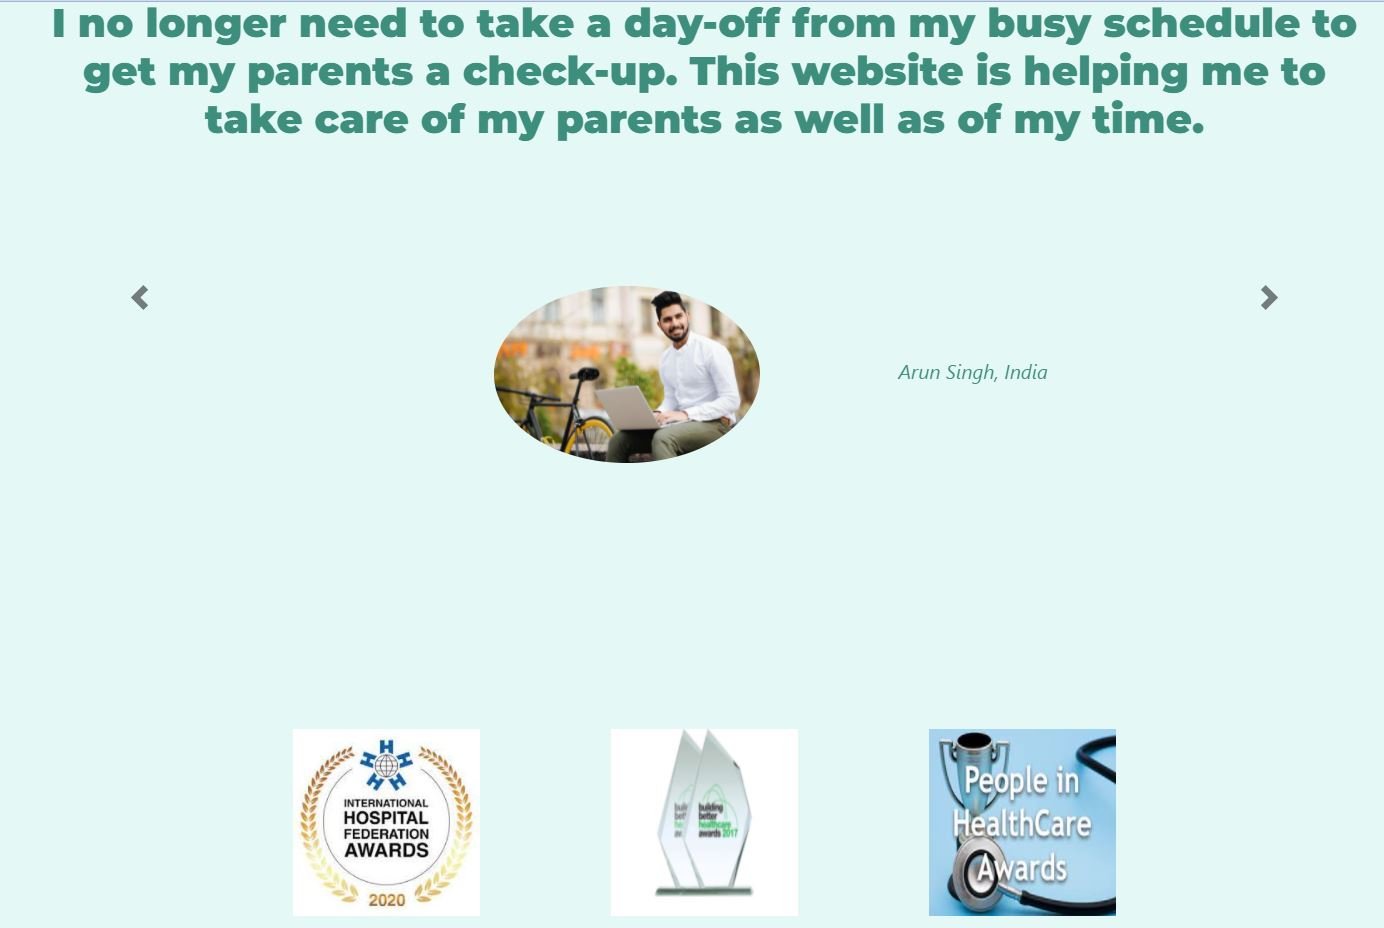 I no longer need to take a day-off from my busy schedule to
get my parents a check-up. This website is helping me to
take care of my parents as well as of my time.
Arun Singh, India
INTERNATIONAL
HOSPITAL
FEDERATION
AWARDS
2020
building
better
healthcare
awards 2017
People in
HealthCare
Awards